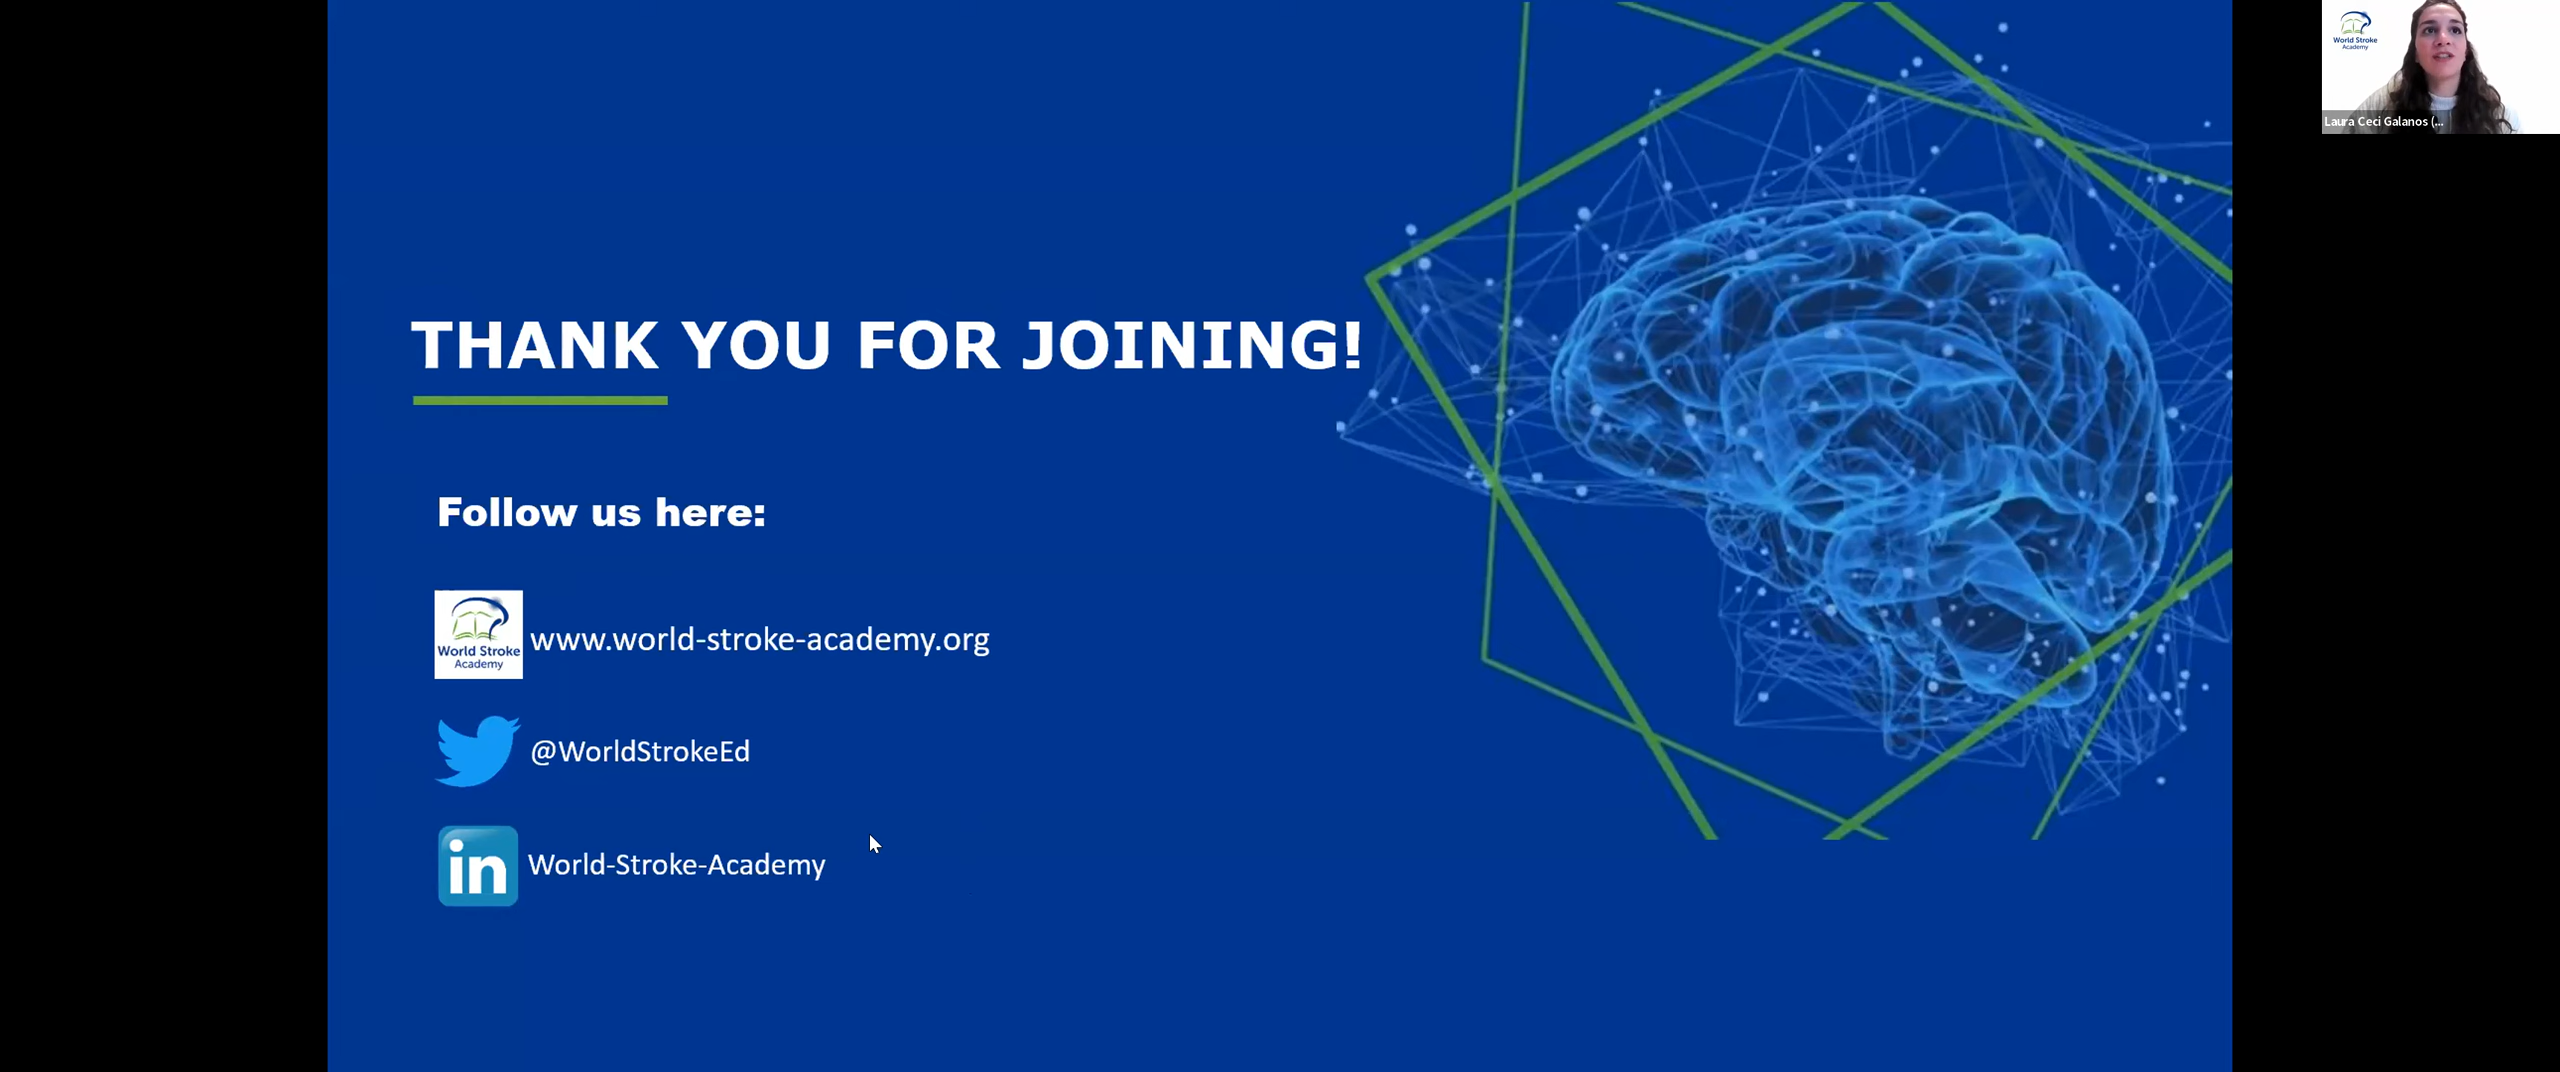 THANK YOU FOR JOINING!
Follow us here:
World Stroke
Academy
www.world-stroke-academy.org
@WorldStrokeEd
in
World-Stroke-Academy
World Stroke
Academy
Laura Ceci Galanos (...